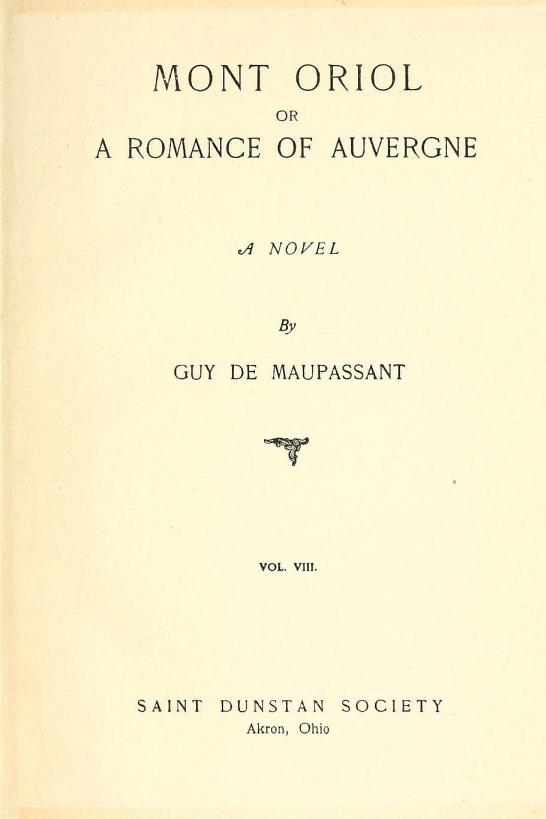 MONT ORIOL
OR
A ROMANCE OF AUVERGNE
A NOVEL
By
GUY DE MAUPASSANT
VOL. VIII.
SAINT DUNSTAN SOCIETY
Akron, Ohio